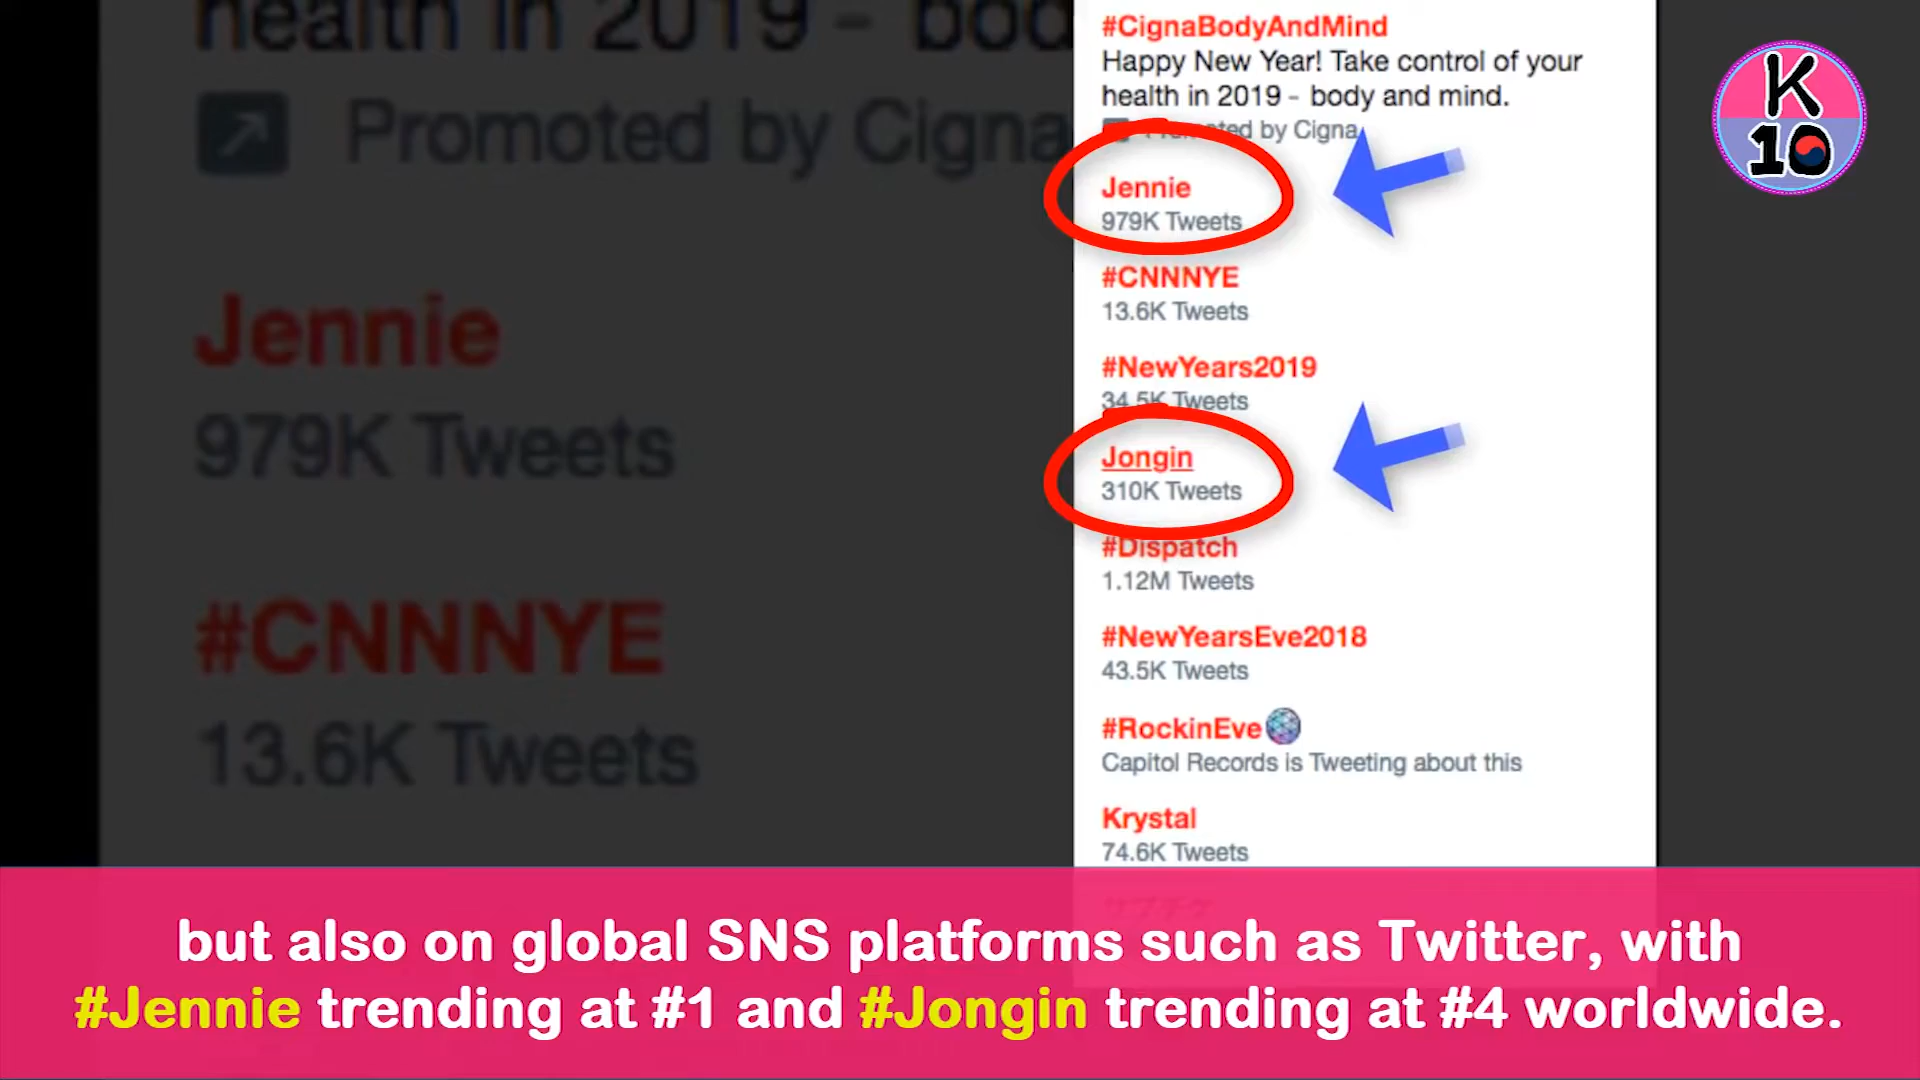 health in 2019 - bod
Promoted by Cigna
Jennie
979K Tweets
#CNNNYE
13.6K Tweets
#CignaBodyAndMind
Happy New Year! Take control of your
health in 2019 - body and mind.
Promoted by Cigna
Jennie
979K Tweets
#CNNNYE
13.6K Tweets
#NewYears2019
34.5K Tweets
Jongin
310K Tweets
#Dispatch
1.12M Tweets
#NewYearsEve2018
43.5K Tweets
#RockinEve
Capitol Records is Tweeting about this
Krystal
74.6K Tweets
K
10
but also on global SNS platforms such as Twitter, with
#Jennie trending at #1 and #Jongin trending at #4 worldwide.